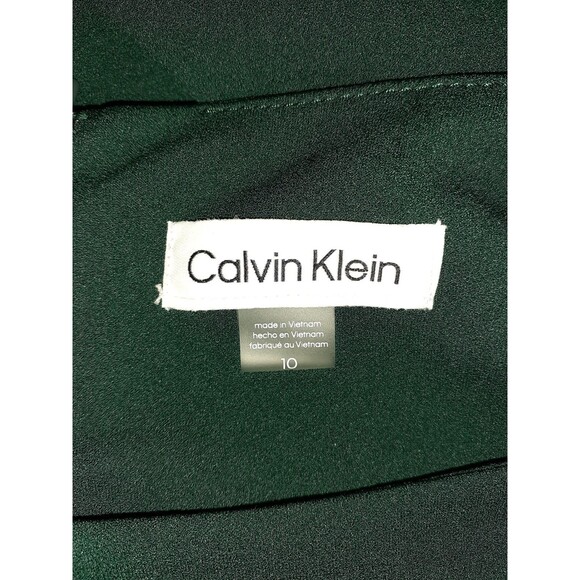 Calvin Klein
made in Vietnam
hecho en Vietnam
fabriqué au Vietnam
10